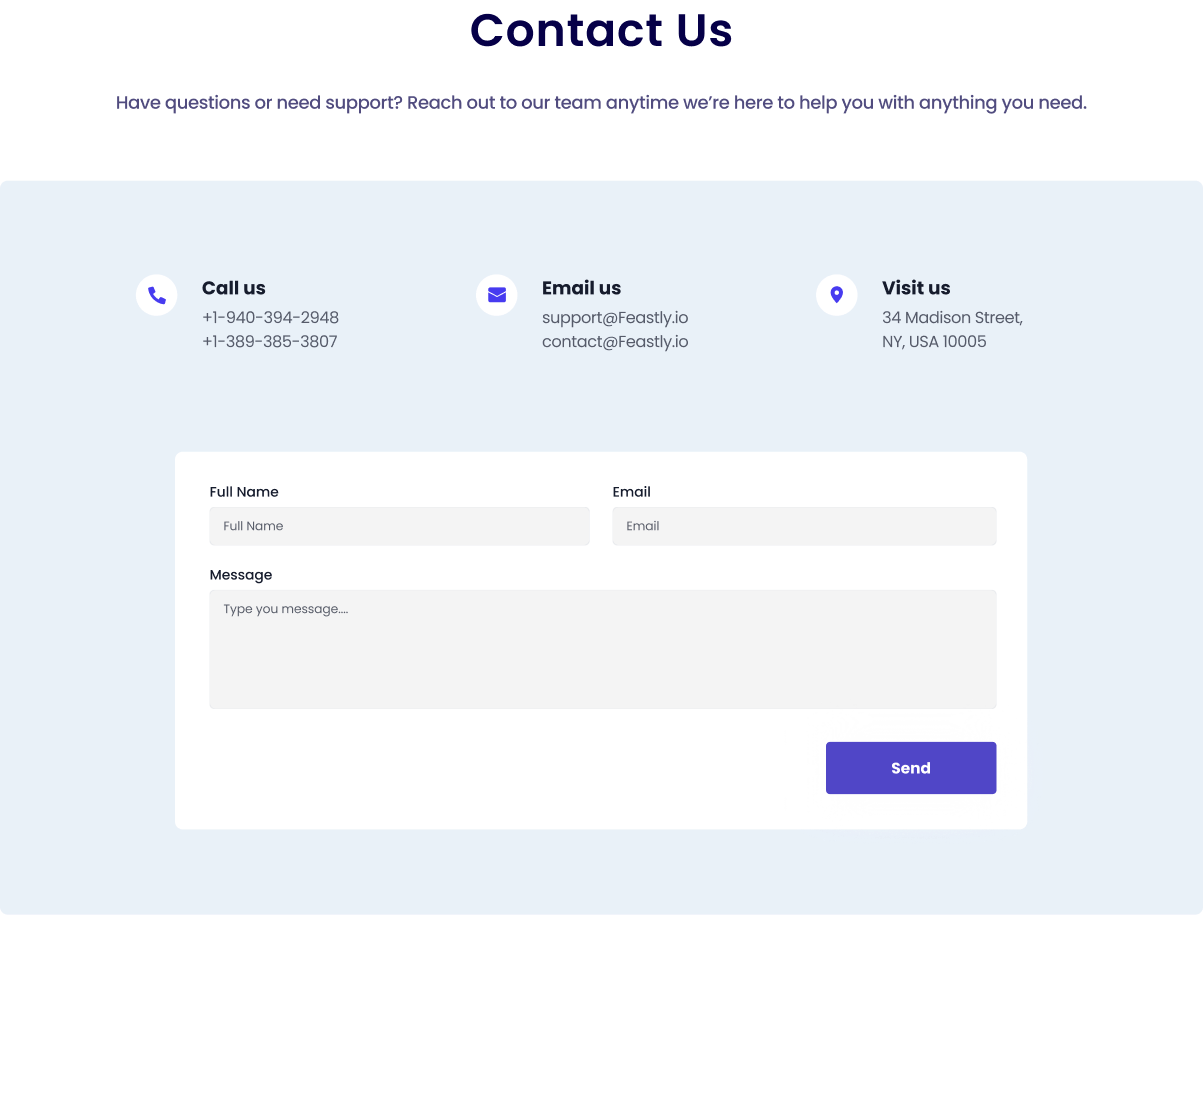 Contact Us
Have questions or need support? Reach out to our team anytime we’re here to help you with anything you need.
Call us
+1-940-394-2948
+1-389-385-3807
Email us
support@Feastly.io
contact@Feastly.io
Visit us
34 Madison Street,
NY, USA 10005
Full Name
Full Name
Email
Email
Message
Type you message....
Send